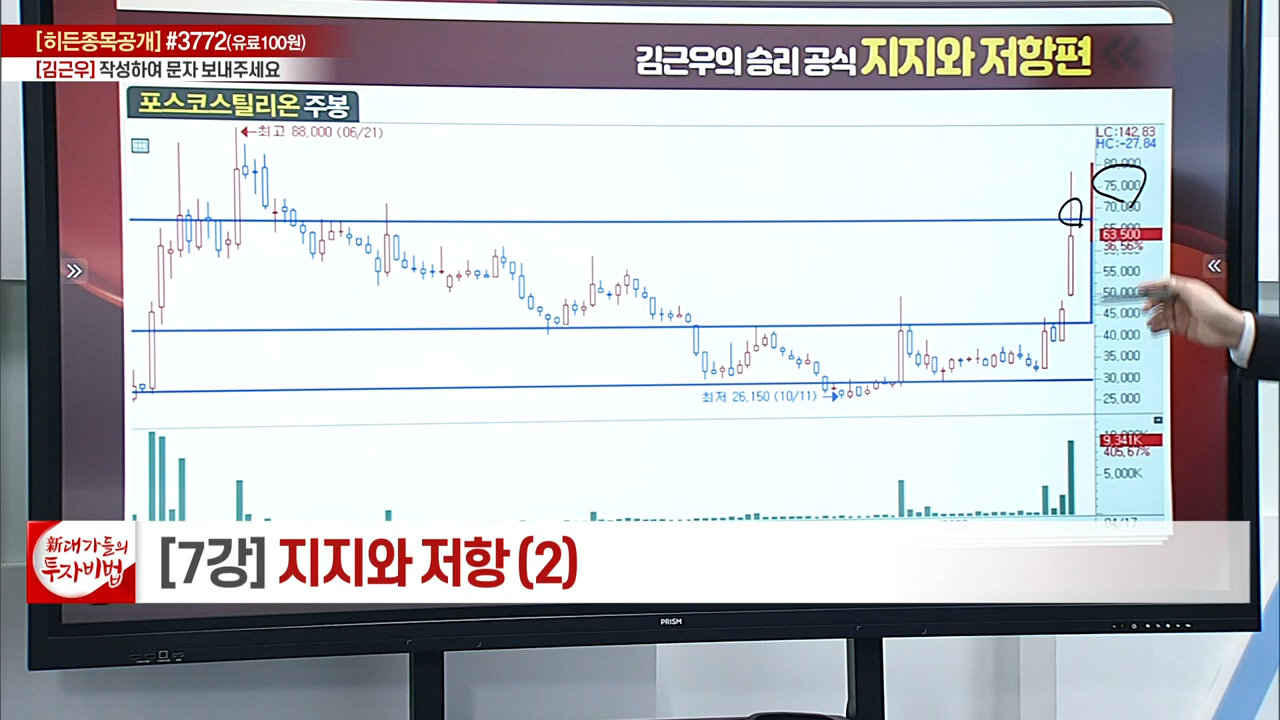 [히든종목공개] #3772(유료100원)
[김근우] 작성하여 문자 보내주세요
김근우의 승리 공식 지지와 저항편
포스코스틸리온 주봉
최고 88,000 (06/21)
LC:142,83
HC:-27,84
80,000
75,000
70,000
65,000
63,500
36,56%
55,000
50,000
45,000
40,000
35,000
30,000
25,000
최저 26,150 (10/11)
9,341K
405,67%
5,000K
04/17
新대가들의
투자비법
[7강] 지지와 저항 (2)
PRISM